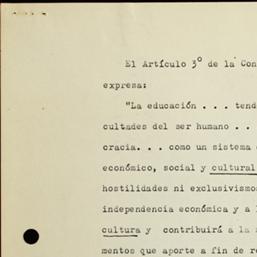 El Artículo 3º de la Con
expresa:
"La educación . . . tend
cultades del ser humano . .
cracia. . . como un sistema
económico, social y cultural
hostilidades ni exclusivismo
independencia económica y a
cultura y contribuirá a la
mentos que aporte a fin de